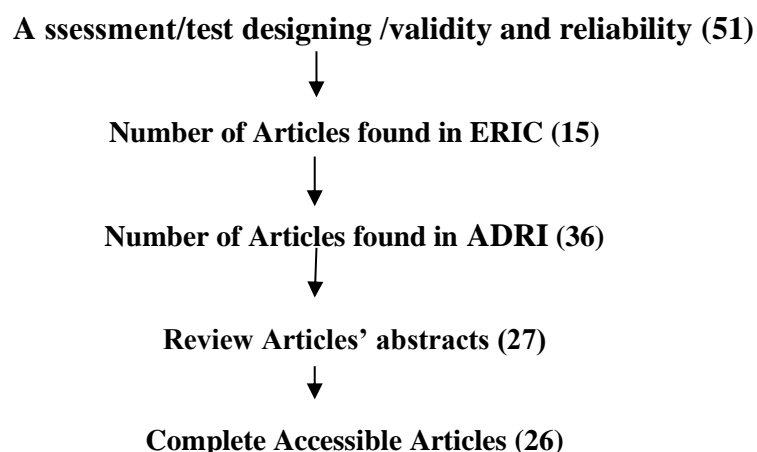 A ssessment/test designing /validity and reliability (51)
Number of Articles found in ERIC (15)
Number of Articles found in ADRI (36)
Review Articles’ abstracts (27)
Complete Accessible Articles (26)